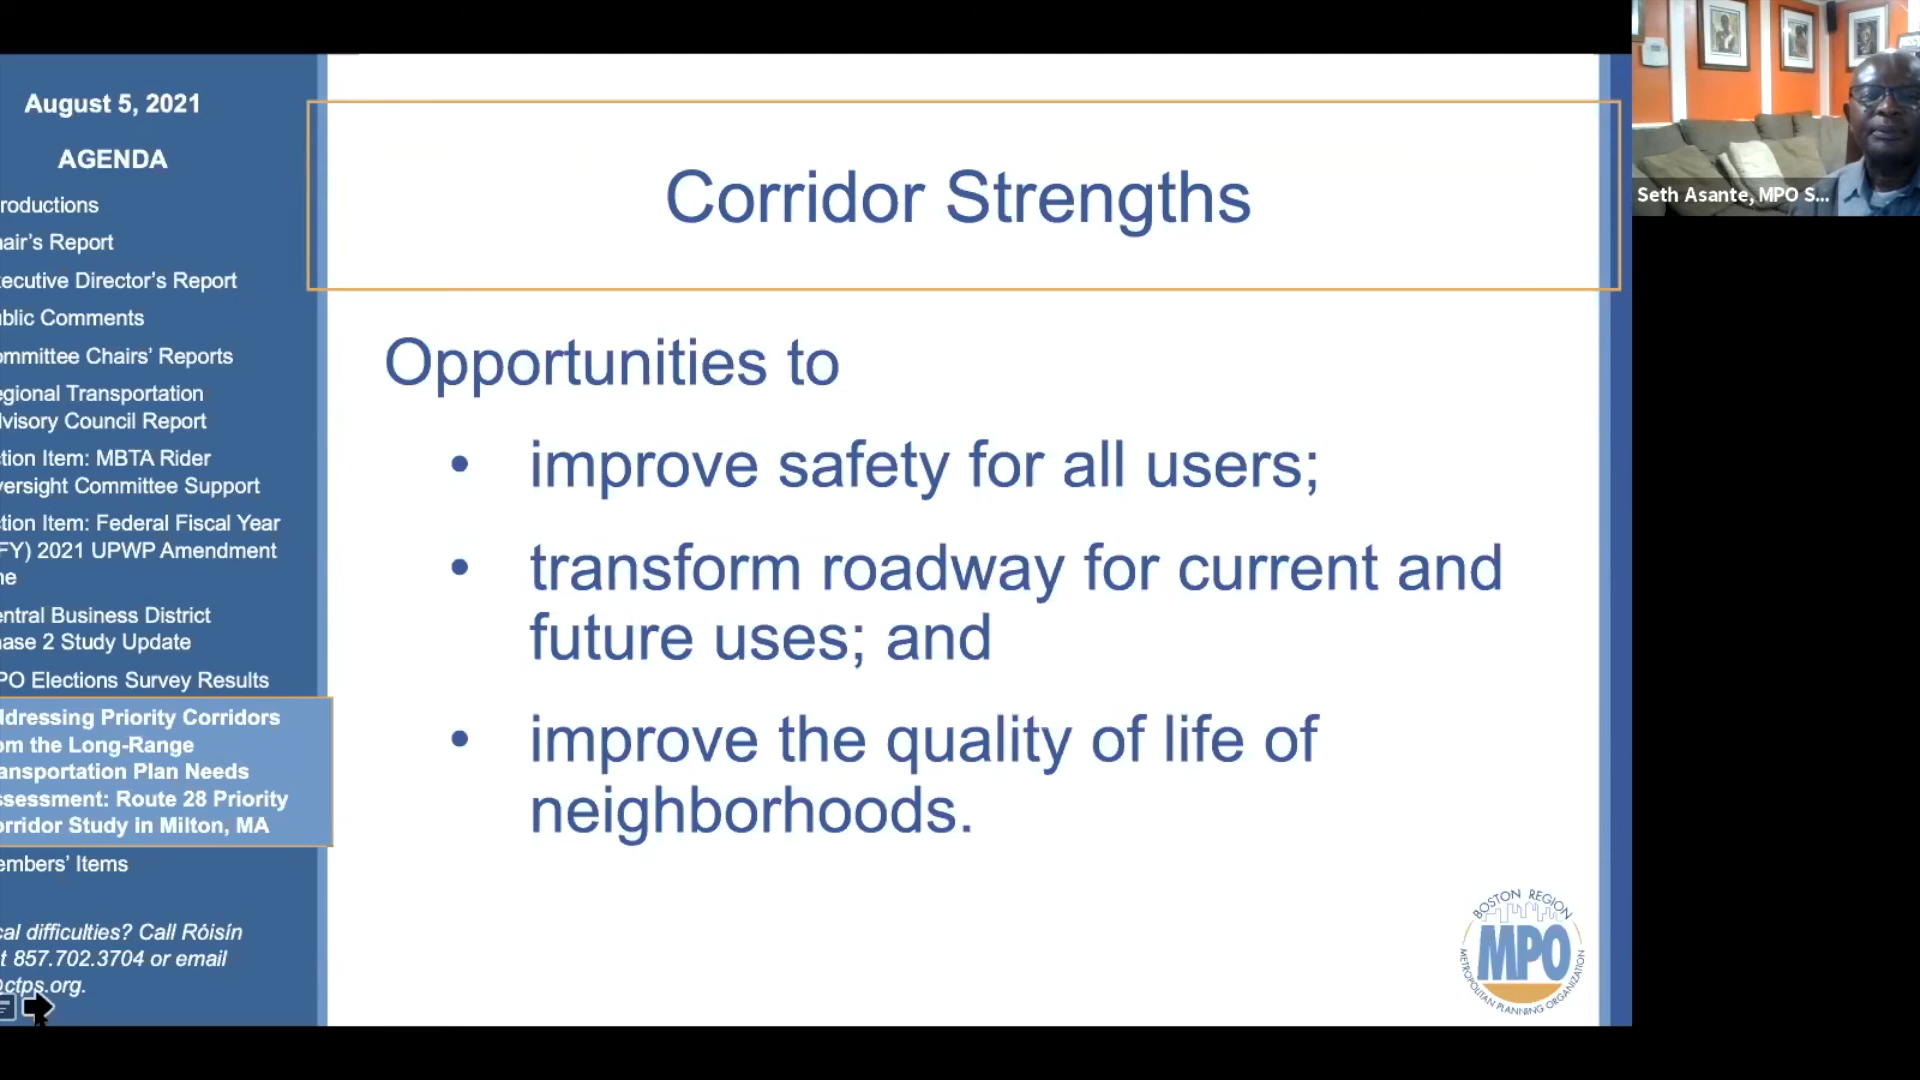 August 5, 2021
AGENDA
roductions
air's Report
ecutive Director's Report
blic Comments
mmittee Chairs' Reports
egional Transportation
lvisory Council Report
tion Item: MBTA Rider
versight Committee Support
tion Item: Federal Fiscal Year
FY) 2021 UPWP Amendment
ne
entral Business District
hase 2 Study Update
PO Elections Survey Results
ddressing Priority Corridors
om the Long-Range
ansportation Plan Needs
ssessment: Route 28 Priority
orridor Study in Milton, MA
embers' Items
cal difficulties? Call Róisín
t 857.702.3704 or email
@ctps.org.
Corridor Strengths
Opportunities to
• improve safety for all users;
• transform roadway for current and
future uses; and
• improve the quality of life of
neighborhoods.
BOSTON REGION
MPO
METROPOLITAN PLANNING ORGANIZATION
Seth Asante, MPO S...